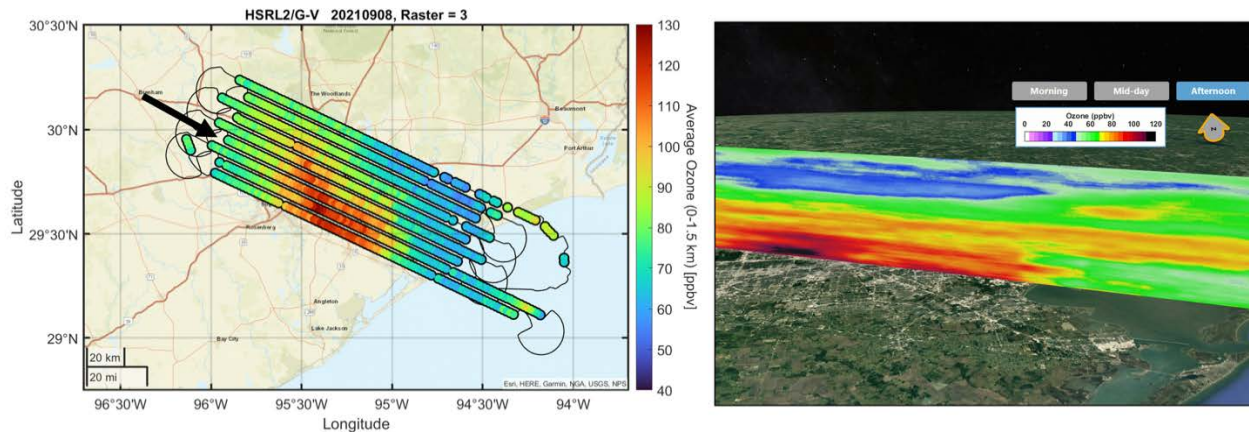 HSRL2/G-V 20210908, Raster = 3
30°30'N
30°N
29°30'N
29°N
Latitude
96°30'W
96°W
95°30'W
95°W
94°30'W
94°W
Longitude
Brenham
The Woodlands
Beaumont
Port Arthur
Rosenberg
Angleton
Lake Jackson
Bay City
20 km
20 mi
Esri, HERE, Garmin, NGA, USGS, NPS
130
120
110
100
90
80
70
60
50
40
Average Ozone (0-1.5 km) [ppbv]
Morning
Mid-day
Afternoon
Ozone (ppbv)
0 20 40 60 80 100 120